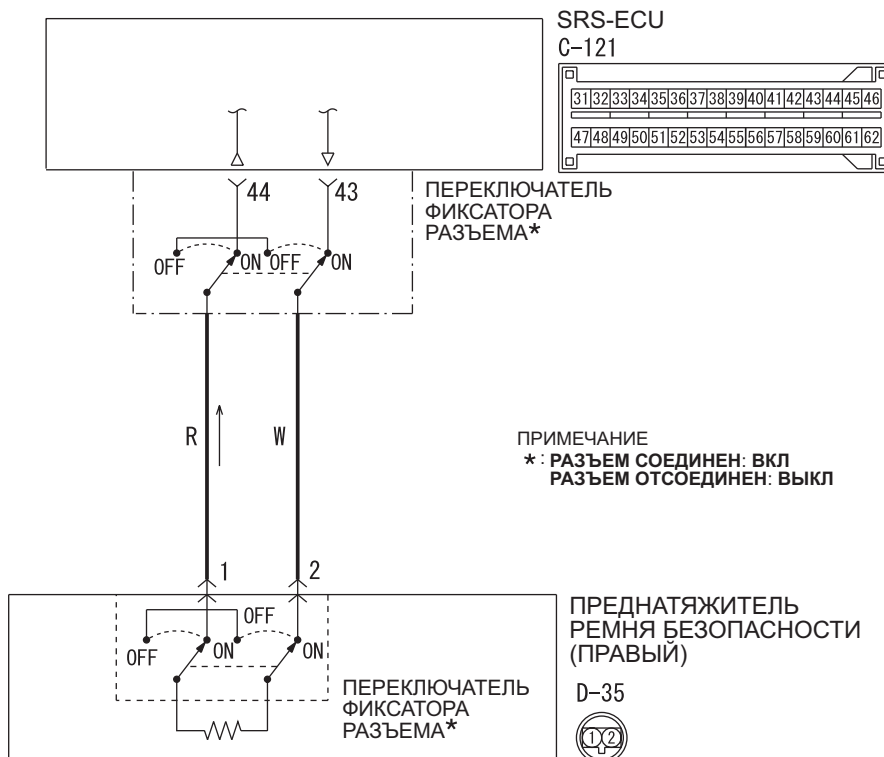 SRS-ECU
C-121
31 32 33 34 35 36 37 38 39 40 41 42 43 44 45 46
47 48 49 50 51 52 53 54 55 56 57 58 59 60 61 62
44 43
ПЕРЕКЛЮЧАТЕЛЬ
ФИКСАТОРА
РАЗЪЕМА*
OFF ON OFF ON
R W
ПРИМЕЧАНИЕ
* : РАЗЪЕМ СОЕДИНЕН: ВКЛ
РАЗЪЕМ ОТСОЕДИНЕН: ВЫКЛ
1 2
OFF
OFF ON ON
ПЕРЕКЛЮЧАТЕЛЬ
ФИКСАТОРА
РАЗЪЕМА*
ПРЕДНАТЯЖИТЕЛЬ
РЕМНЯ БЕЗОПАСНОСТИ
(ПРАВЫЙ)
D-35
1 2